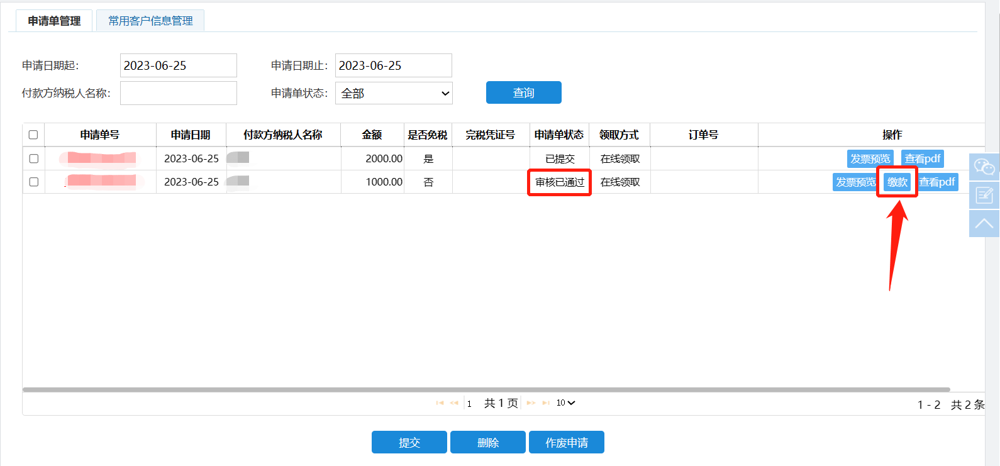 申请单管理 常用客户信息管理
申请日期起: 2023-06-25 申请日期止: 2023-06-25
付款方纳税人名称: 申请单状态: 全部 查询
申请单号 申请日期 付款方纳税人名称 金额 是否免税 完税凭证号 申请单状态 领取方式 订单号 操作
2023-06-25 2000.00 是 已提交 在线领取 发票预览 查看pdf
2023-06-25 1000.00 否 审核已通过 在线领取 发票预览 缴款 查看pdf
1 共 1 页 10 1 - 2 共 2 条
提交 删除 作废申请